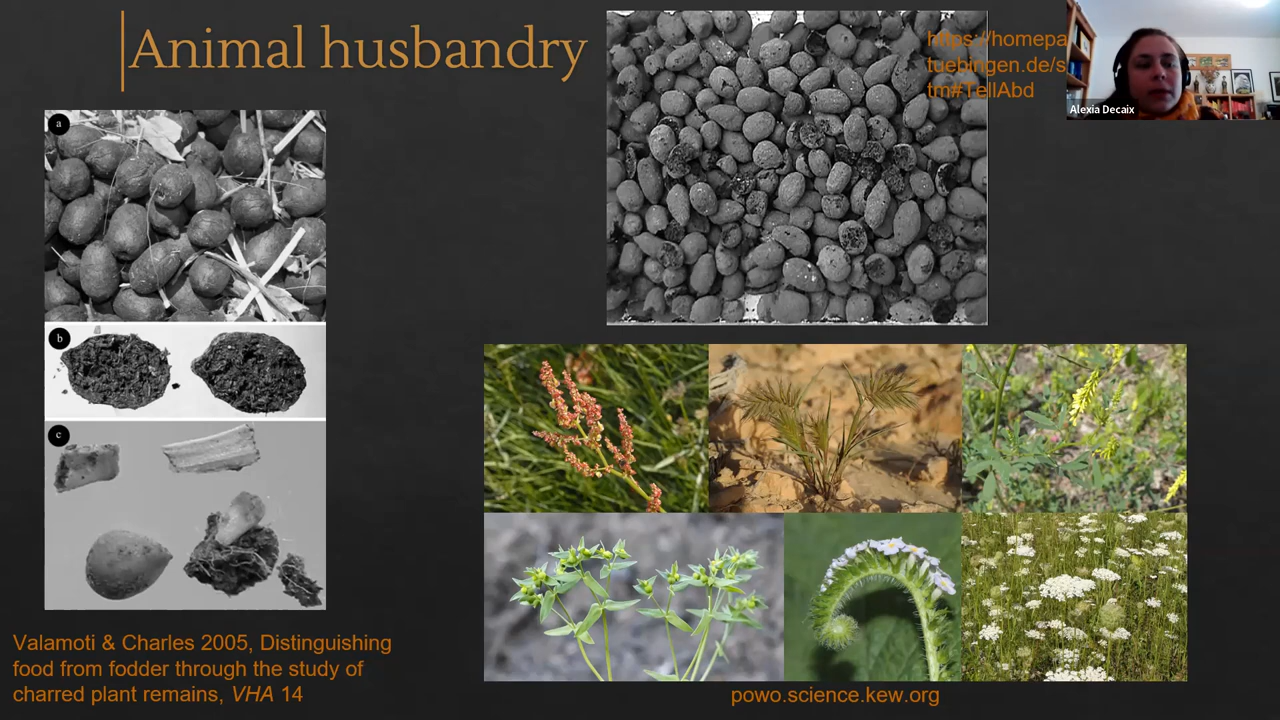 Animal husbandry
https://homepa
tuebingen.de/s
tm#TellAbd
Alexia Decaix
a
b
c
Valamoti & Charles 2005, Distinguishing
food from fodder through the study of
charred plant remains, VHA 14
powo.science.kew.org